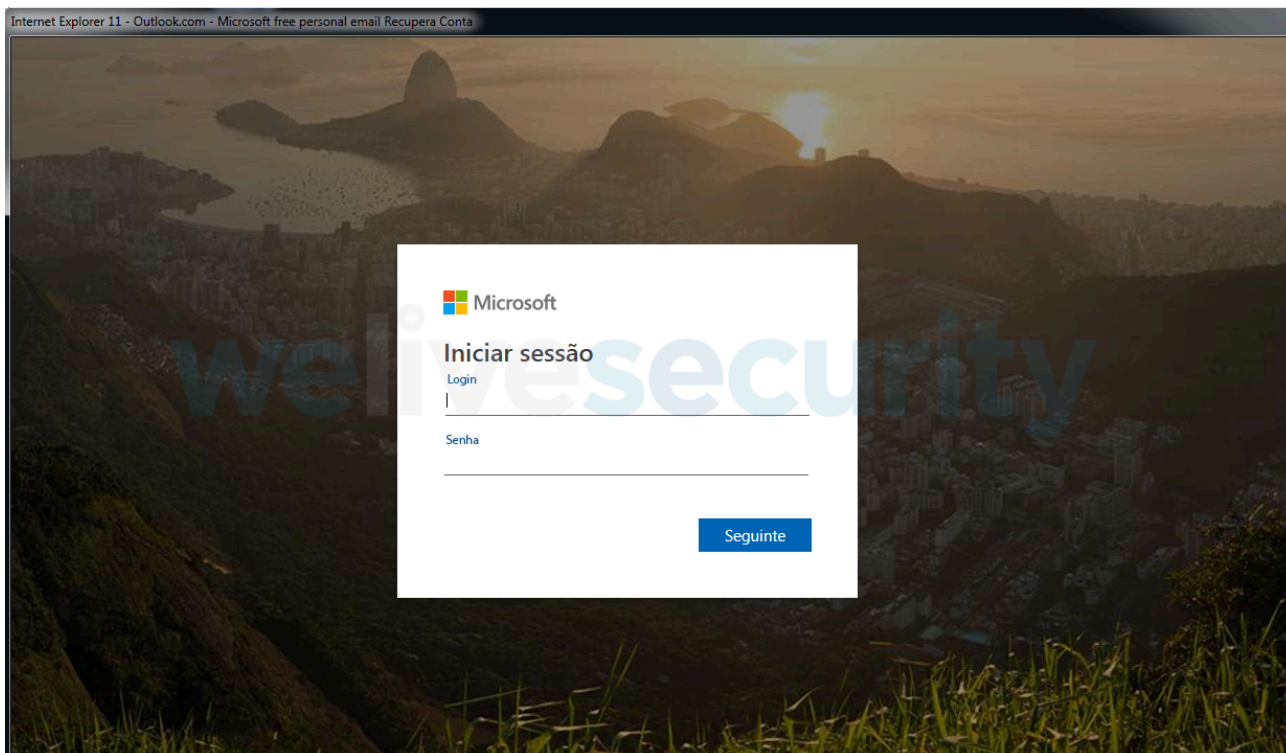 Internet Explorer 11 - Outlook.com - Microsoft free personal email Recupera Conta
Microsoft
Iniciar sessão
Login
welivesecurity
Senha
Seguinte